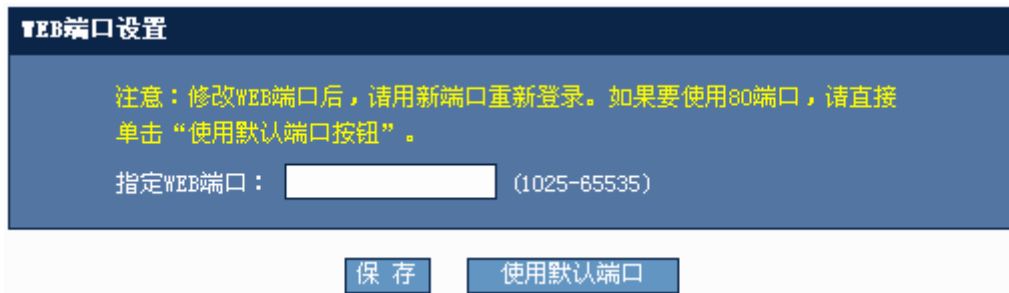 WEB端口设置
注意：修改WEB端口后，请用新端口重新登录。如果要使用80端口，请直接
单击“使用默认端口按钮”。
指定WEB端口： (1025-65535)
保 存 使用默认端口